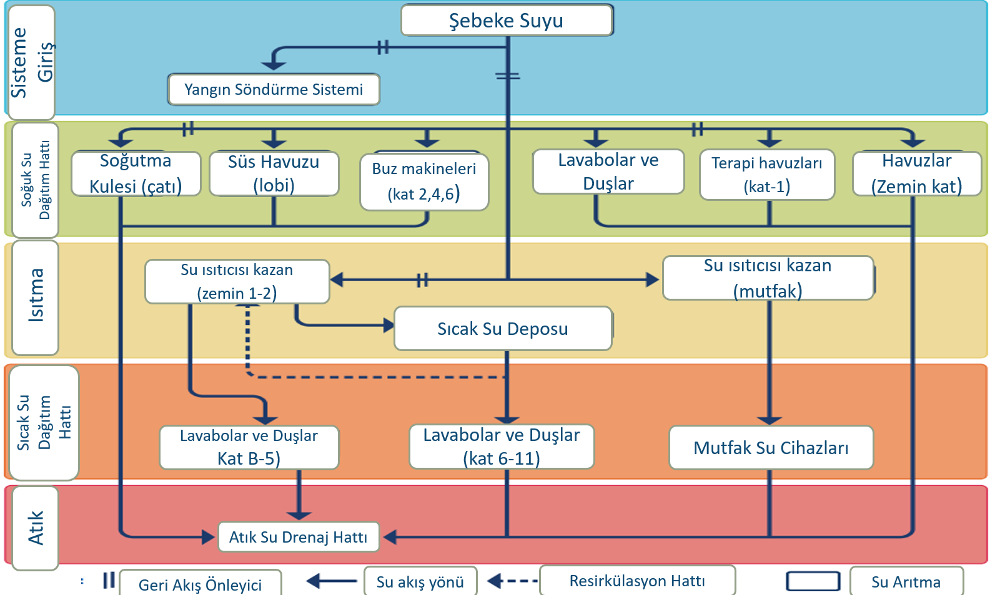 Sisteme
Giriş
Şebeke Suyu
Yangın Söndürme Sistemi
Soğuk Su
Dağıtım Hattı
Soğutma
Kulesi (çatı)
Süs Havuzu
(lobi)
Buz makineleri
(kat 2,4,6)
Lavabolar ve
Duşlar
Terapi havuzları
(kat-1)
Havuzlar
(Zemin kat)
Isıtma
Su ısıtıcısı kazan
(zemin 1-2)
Su ısıtıcısı kazan
(mutfak)
Sıcak Su Deposu
Sıcak Su
Dağıtım
Hattı
Lavabolar ve Duşlar
Kat B-5)
Lavabolar ve Duşlar
(kat 6-11)
Mutfak Su Cihazları
Atık
Atık Su Drenaj Hattı
:
Geri Akış Önleyici
Su akış yönü
Resirkülasyon Hattı
Su Arıtma